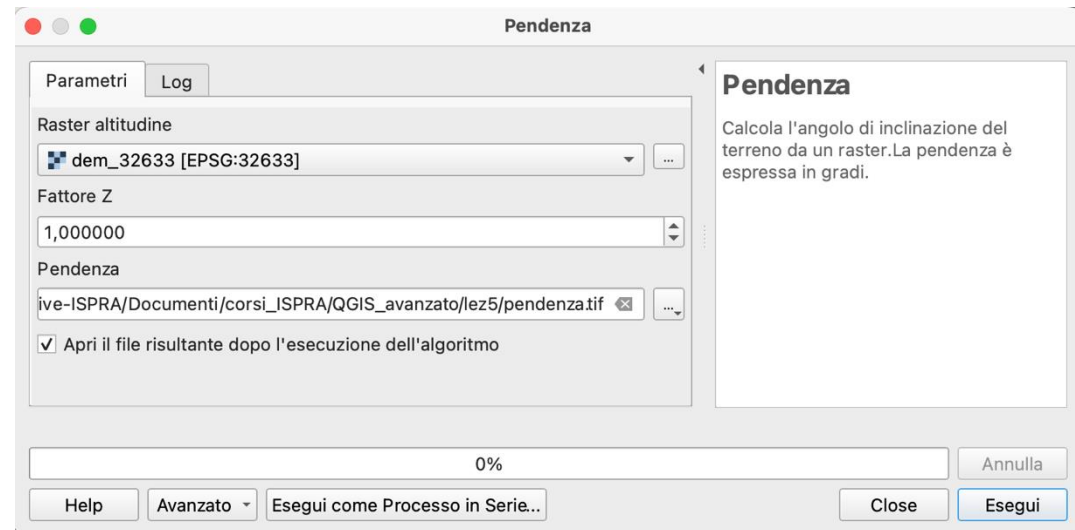 Pendenza
Parametri
Log
Raster altitudine
dem_32633 [EPSG:32633]
...
Fattore Z
1,000000
Pendenza
ive-ISPRA/Documenti/corsi_ISPRA/QGIS_avanzato/lez5/pendenza.tif
...
Apri il file risultante dopo l'esecuzione dell'algoritmo
Pendenza
Calcola l'angolo di inclinazione del
terreno da un raster.La pendenza è
espressa in gradi.
0%
Annulla
Help
Avanzato
Esegui come Processo in Serie...
Close
Esegui